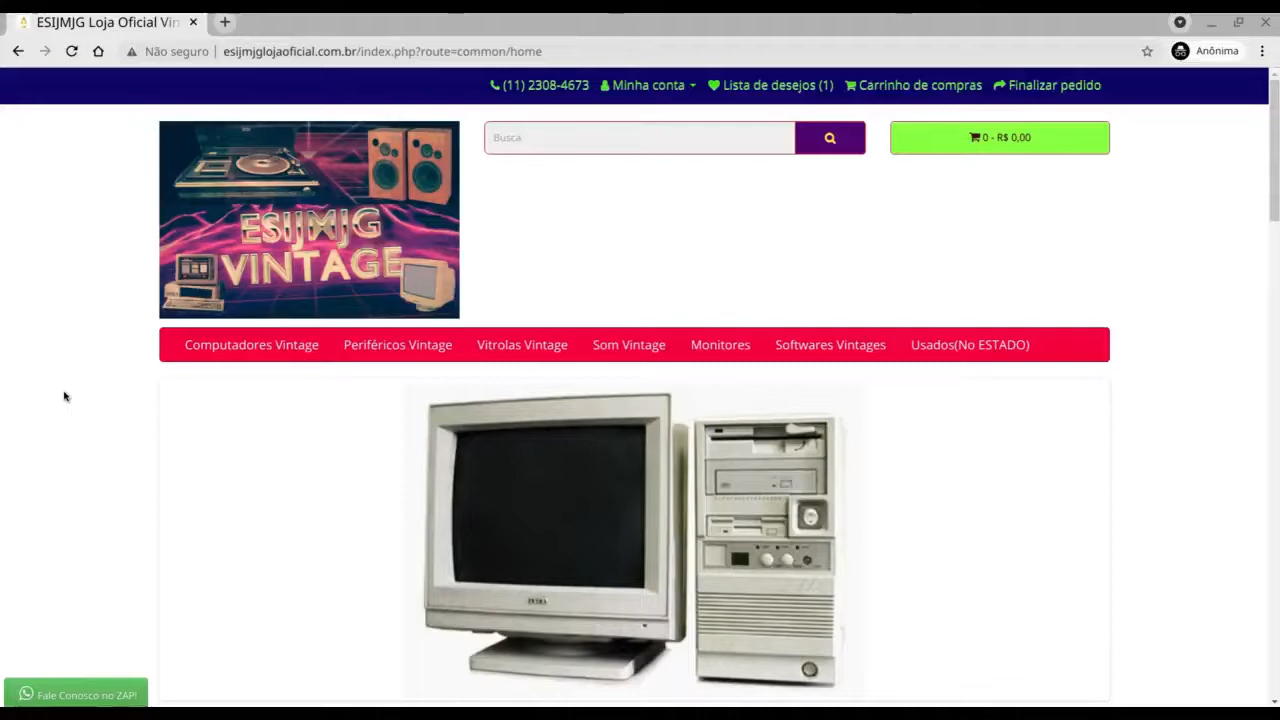 ESIJMJG Loja Oficial Vin
Não seguro | esijmjglojaoficial.com.br/index.php?route=common/home
Anônima
(11) 2308-4673 Minha conta Lista de desejos (1) Carrinho de compras Finalizar pedido
ESIJMJG
VINTAGE
Busca
0 - R$ 0,00
Computadores Vintage Periféricos Vintage Vitrolas Vintage Som Vintage Monitores Softwares Vintages Usados(No ESTADO)
Fale Conosco no ZAP!